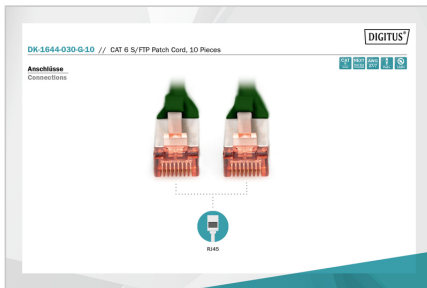 DIGITUS®
DK-1644-030-G-10 // CAT 6 S/FTP Patch Cord, 10 Pieces
Anschlüsse
Connections
RJ45